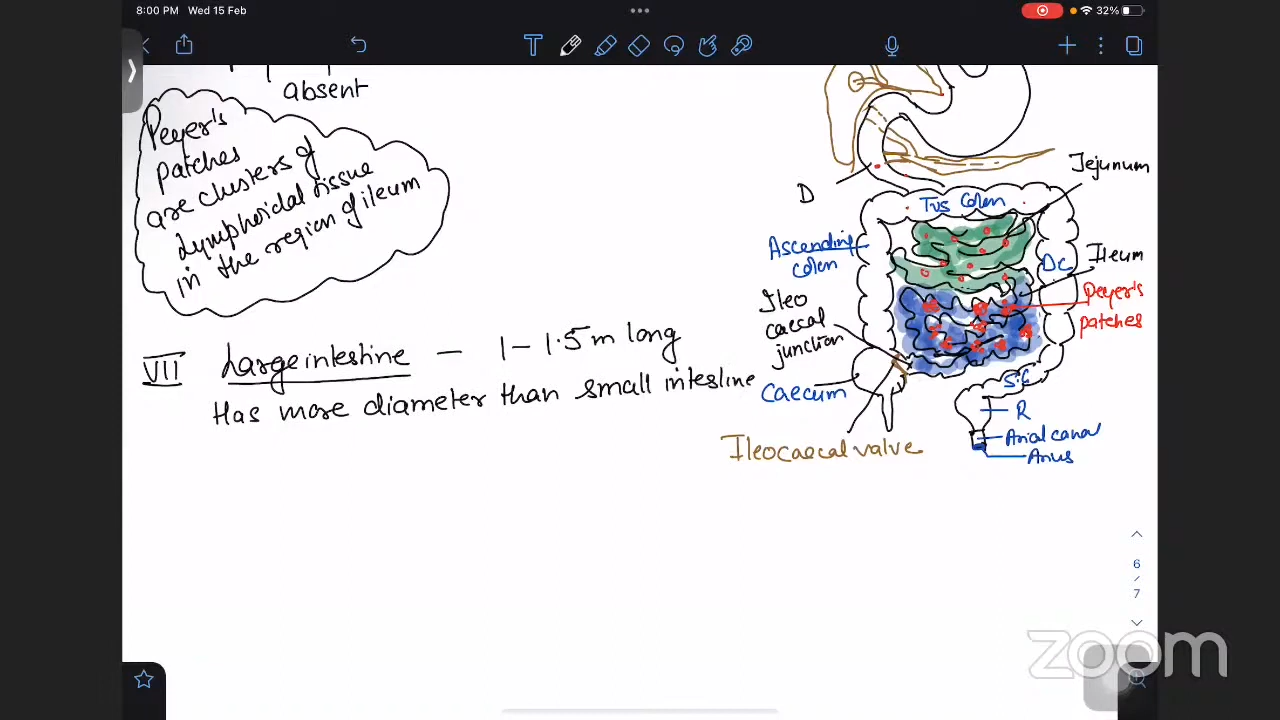 8:00 PM Wed 15 Feb
32%
T
absent
Peyer's
patches
are clusters of
Lymphoidal tissue
in the region of ileum
VII Large intestine — 1 – 1.5 m long
Has more diameter than small intestine
D
Jejunum
Tvs Colon
Ascending
colon
DC
Ileum
Peyer's
patches
Ileo
caecal
junction
Caecum
S.C
R
Anal canal
Anus
Ileocaecal valve
6
/
7
zoom